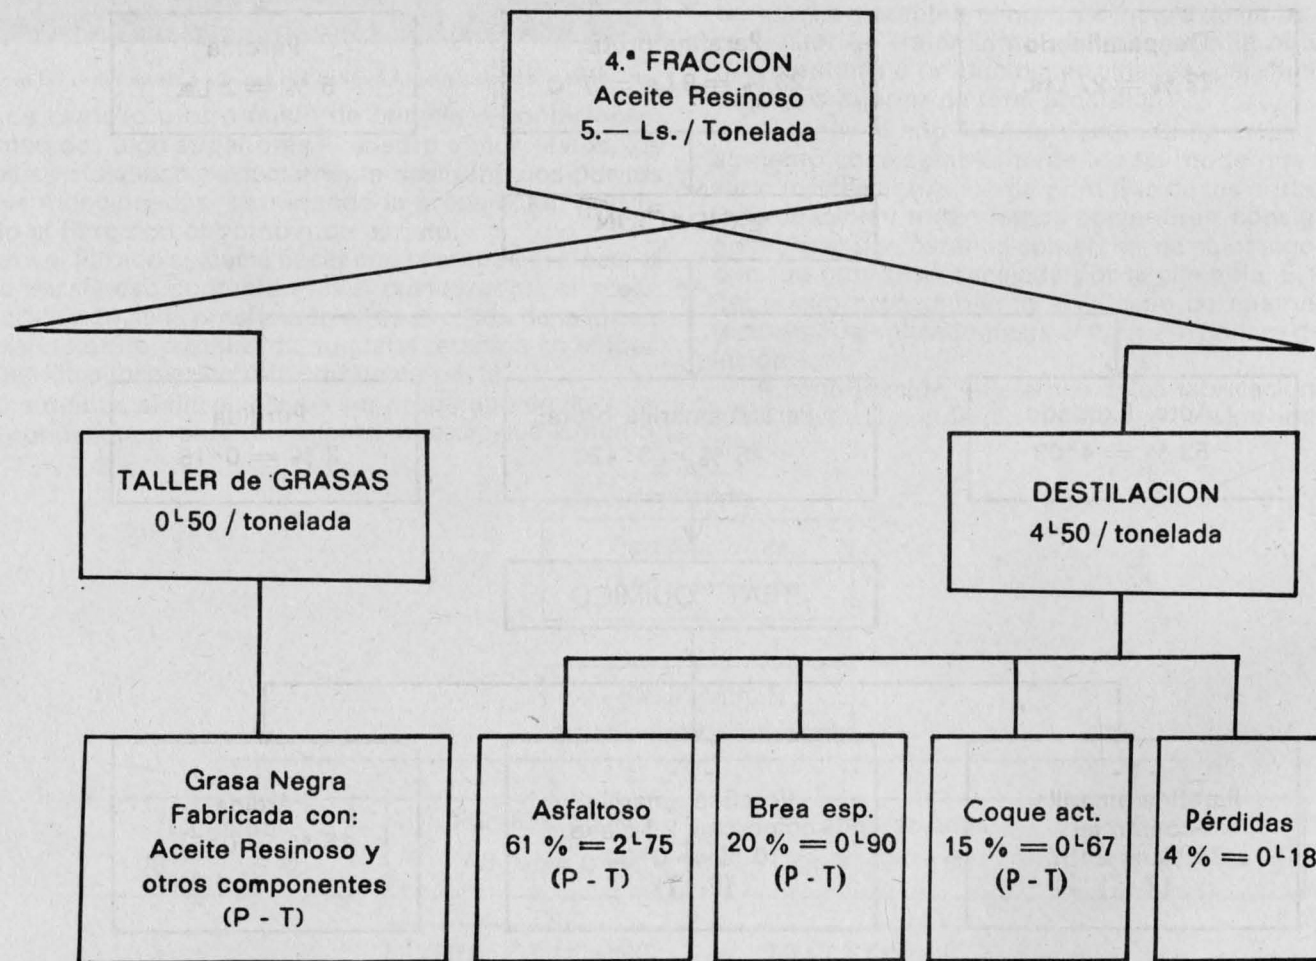 4.ª FRACCION
Aceite Resinoso
5.— Ls. / Tonelada
TALLER de GRASAS
0ᴸ50 / tonelada
DESTILACION
4ᴸ50 / tonelada
Grasa Negra
Fabricada con:
Aceite Resinoso y
otros componentes
(P - T)
Asfaltoso
61 % = 2ᴸ75
(P - T)
Brea esp.
20 % = 0ᴸ90
(P - T)
Coque act.
15 % = 0ᴸ67
(P - T)
Pérdidas
4 % = 0ᴸ18